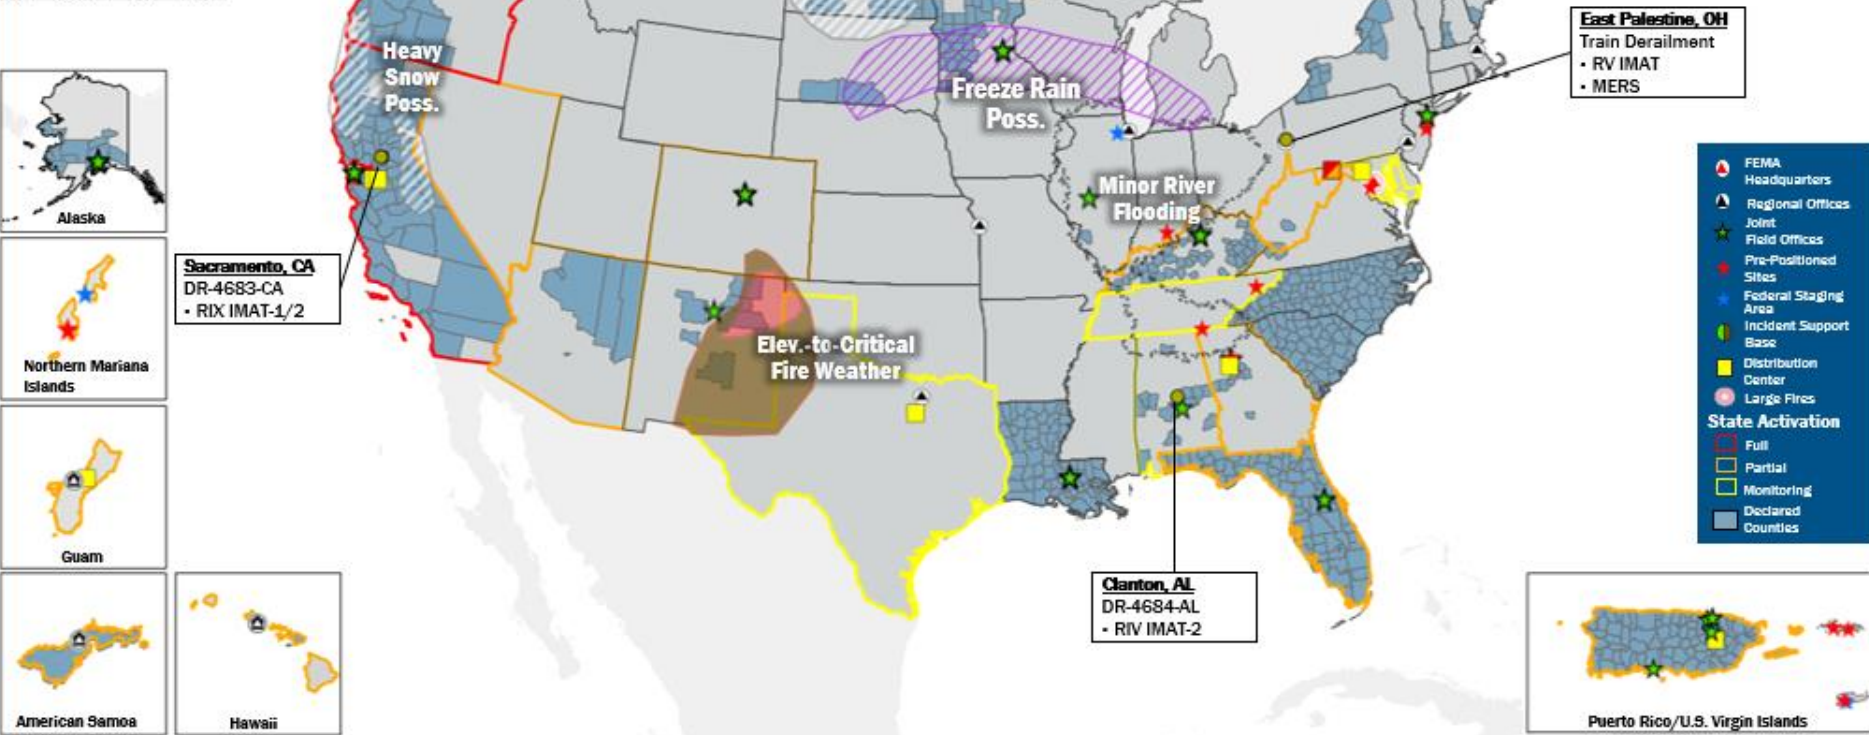 Heavy
Snow
Poss.
Freeze Rain
Poss.
East Palestine, OH
Train Derailment
▪ RV IMAT
▪ MERS
Alaska
Minor River
Flooding
FEMA
Headquarters
Regional Offices
Joint
Field Offices
Pre-Positioned
Sites
Federal Staging
Area
Incident Support
Base
Distribution
Center
Large Fires
State Activation
Full
Partial
Monitoring
Declared
Counties
Sacramento, CA
DR-4683-CA
▪ RIX IMAT-1/2
Northern Mariana
Islands
Elev.-to-Critical
Fire Weather
Guam
Clanton, AL
DR-4684-AL
▪ RIV IMAT-2
American Samoa
Hawaii
Puerto Rico/U.S. Virgin Islands